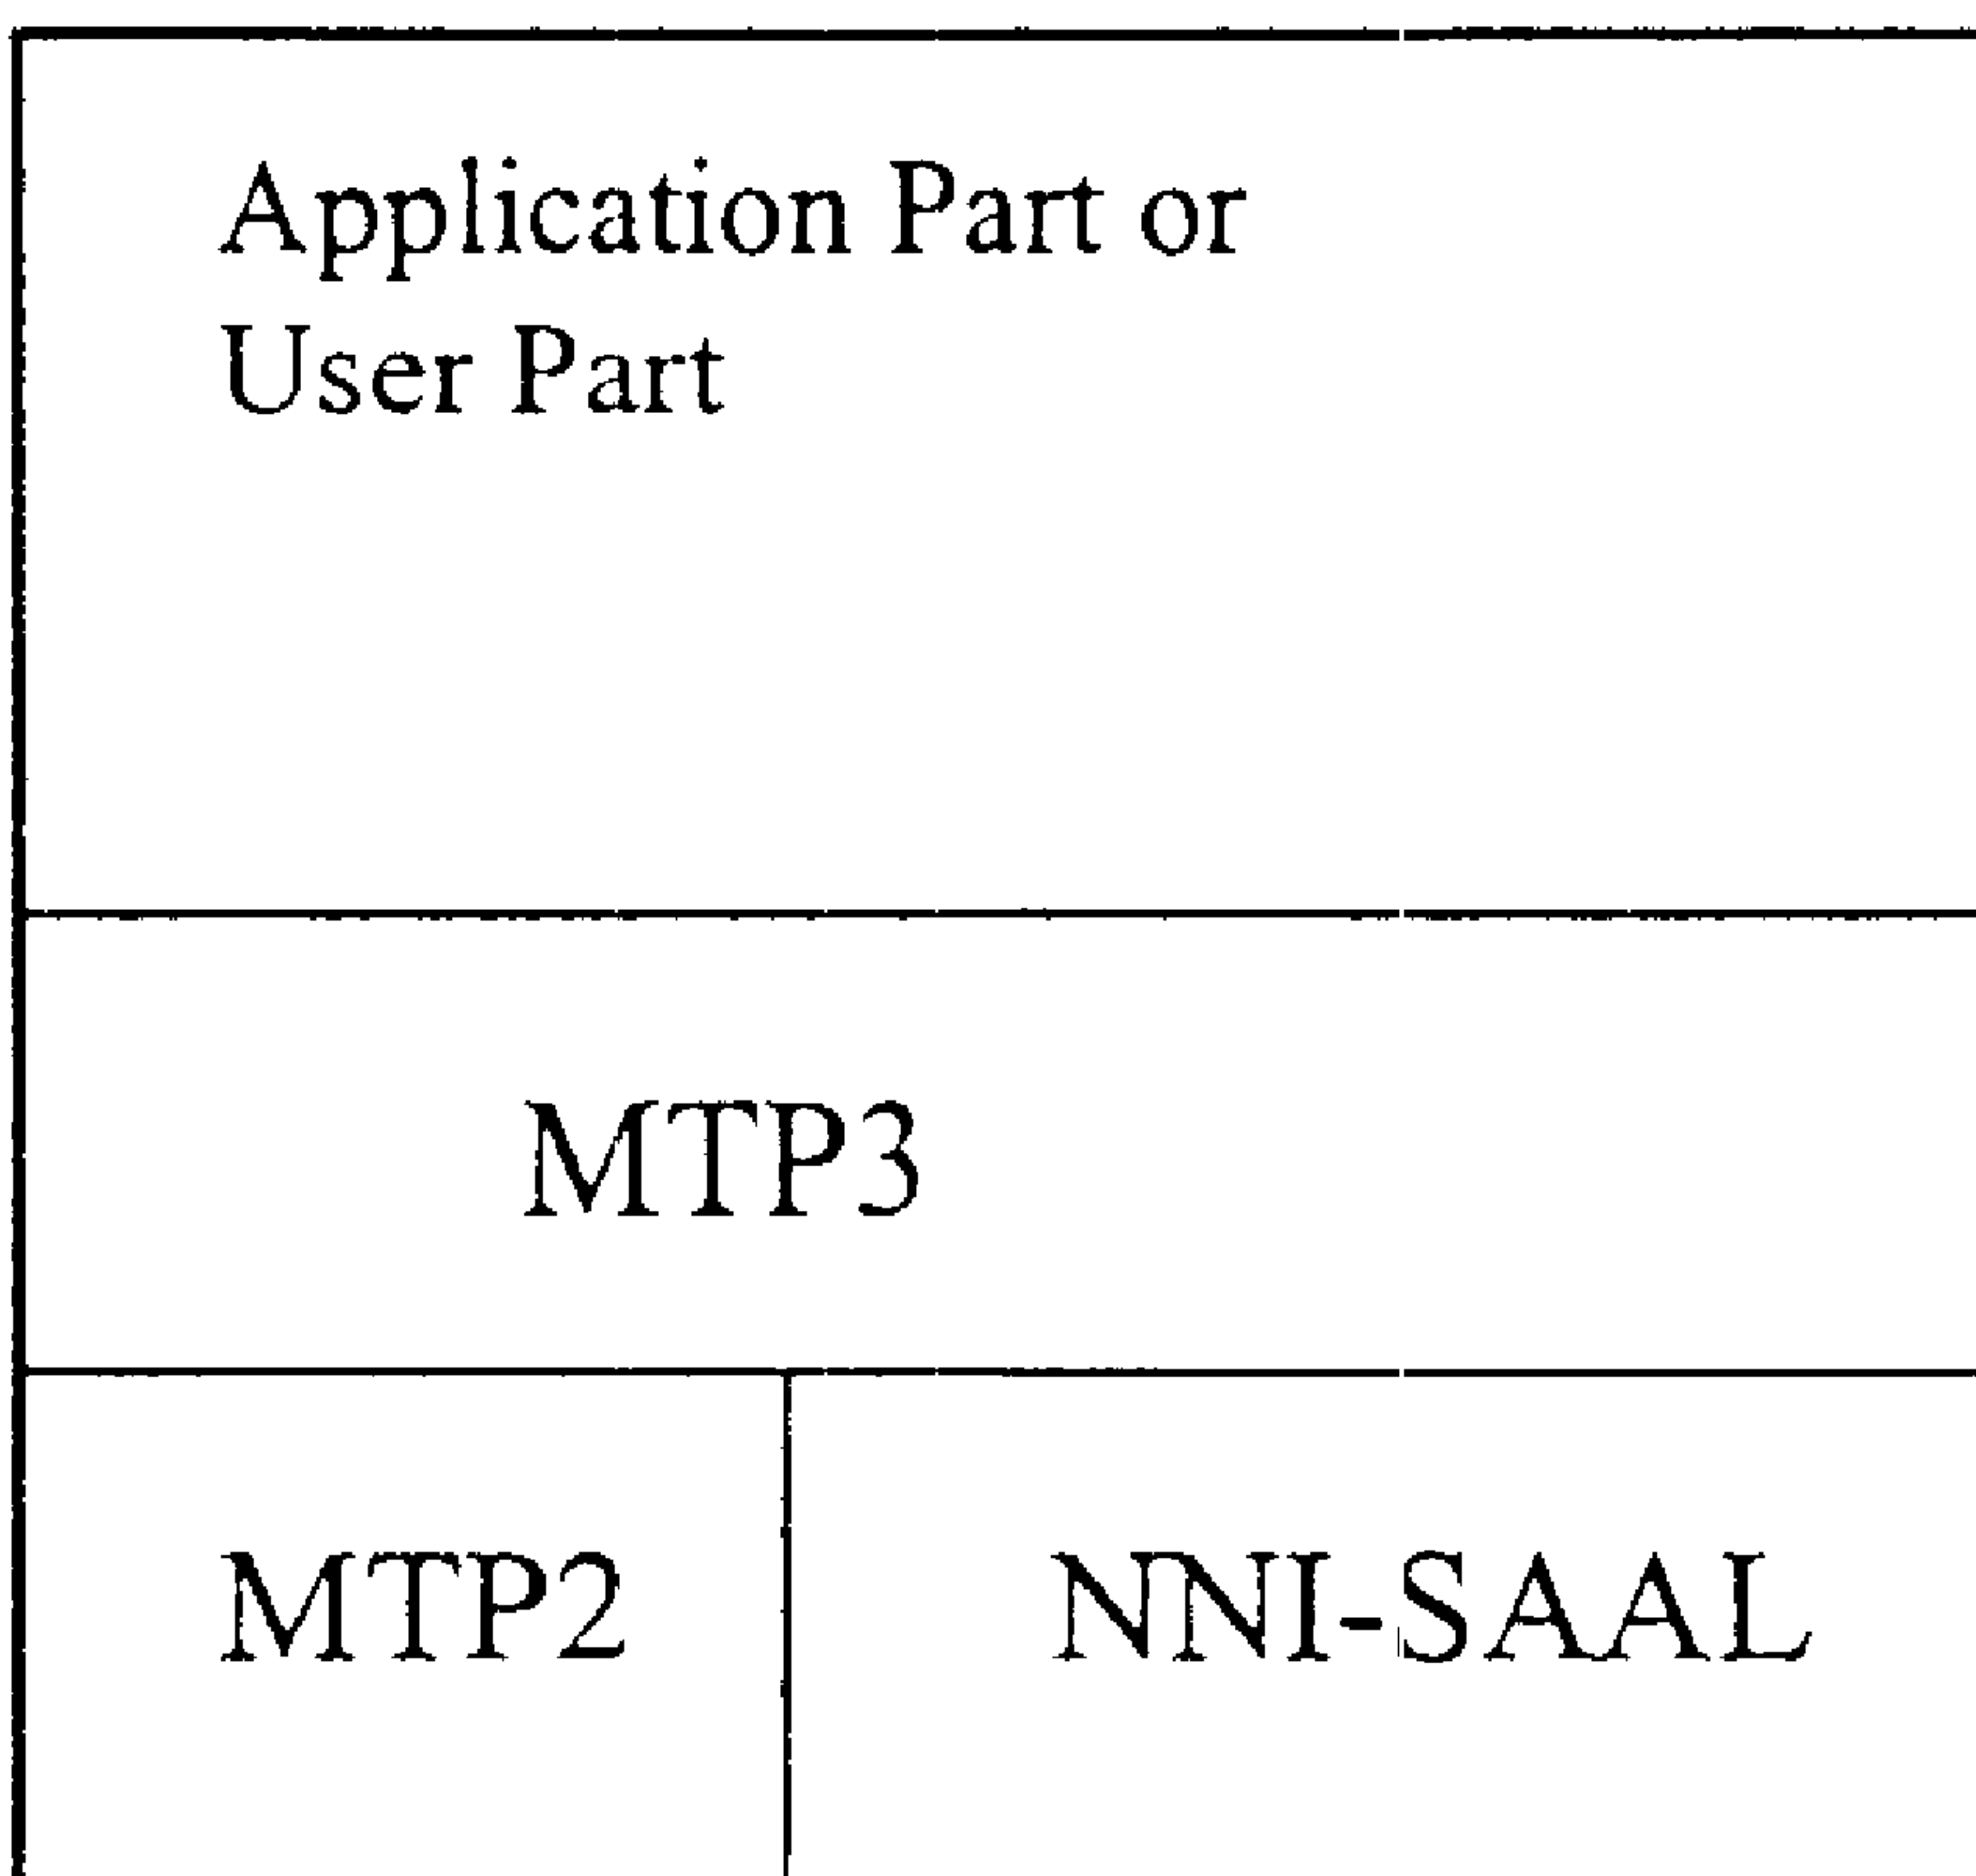 Application Part or
User Part
MTP3
MTP2
NNI-SAAL